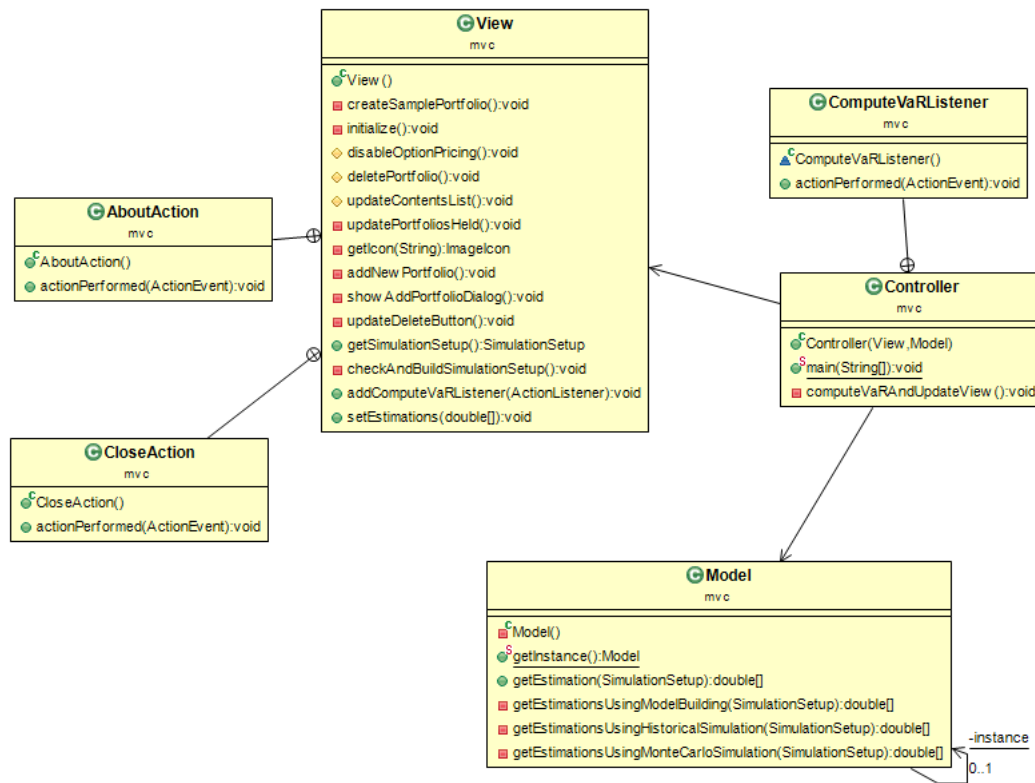 View
mvc
View()
createSamplePortfolio():void
initialize():void
disableOptionPricing():void
deletePortfolio():void
updateContentsList():void
updatePortfoliosHeld():void
getIcon(String):ImageIcon
addNewPortfolio():void
showAddPortfolioDialog():void
updateDeleteButton():void
getSimulationSetup():SimulationSetup
checkAndBuildSimulationSetup():void
addComputeVaRListener(ActionListener):void
setEstimations(double[]):void
ComputeVaRListener
mvc
ComputeVaRListener()
actionPerformed(ActionEvent):void
AboutAction
mvc
AboutAction()
actionPerformed(ActionEvent):void
Controller
mvc
Controller(View,Model)
main(String[]):void
computeVaRAndUpdateView():void
CloseAction
mvc
CloseAction()
actionPerformed(ActionEvent):void
Model
mvc
Model()
getInstance():Model
getEstimation(SimulationSetup):double[]
getEstimationsUsingModelBuilding(SimulationSetup):double[]
getEstimationsUsingHistoricalSimulation(SimulationSetup):double[]
getEstimationsUsingMonteCarloSimulation(SimulationSetup):double[]
-instance
0..1